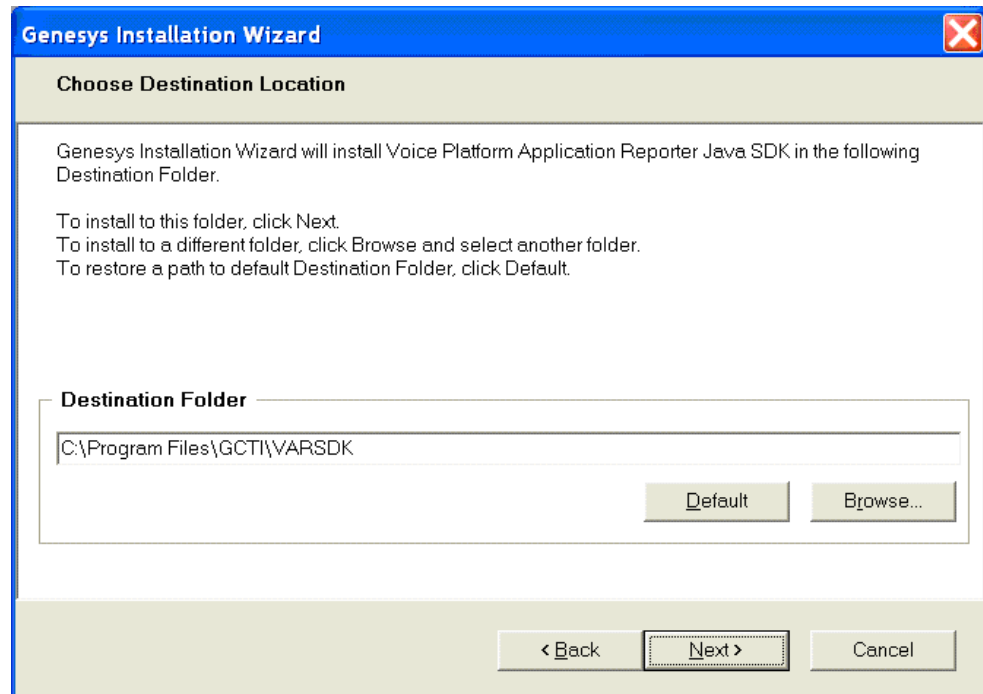 Genesys Installation Wizard
Choose Destination Location
Genesys Installation Wizard will install Voice Platform Application Reporter Java SDK in the following
Destination Folder.
To install to this folder, click Next.
To install to a different folder, click Browse and select another folder.
To restore a path to default Destination Folder, click Default.
Destination Folder
C:\Program Files\GCTI\VARSDK
Default Browse...
< Back Next > Cancel